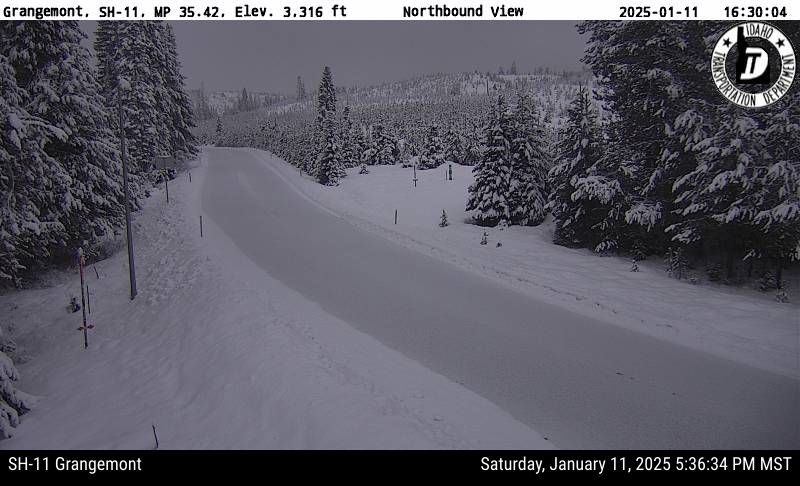 Grangemont, SH-11, MP 35.42, Elev. 3,316 ft Northbound View 2025-01-11 16:30:04
IDAHO
TRANSPORTATION DEPARTMENT
SH-11 Grangemont Saturday, January 11, 2025 5:36:34 PM MST